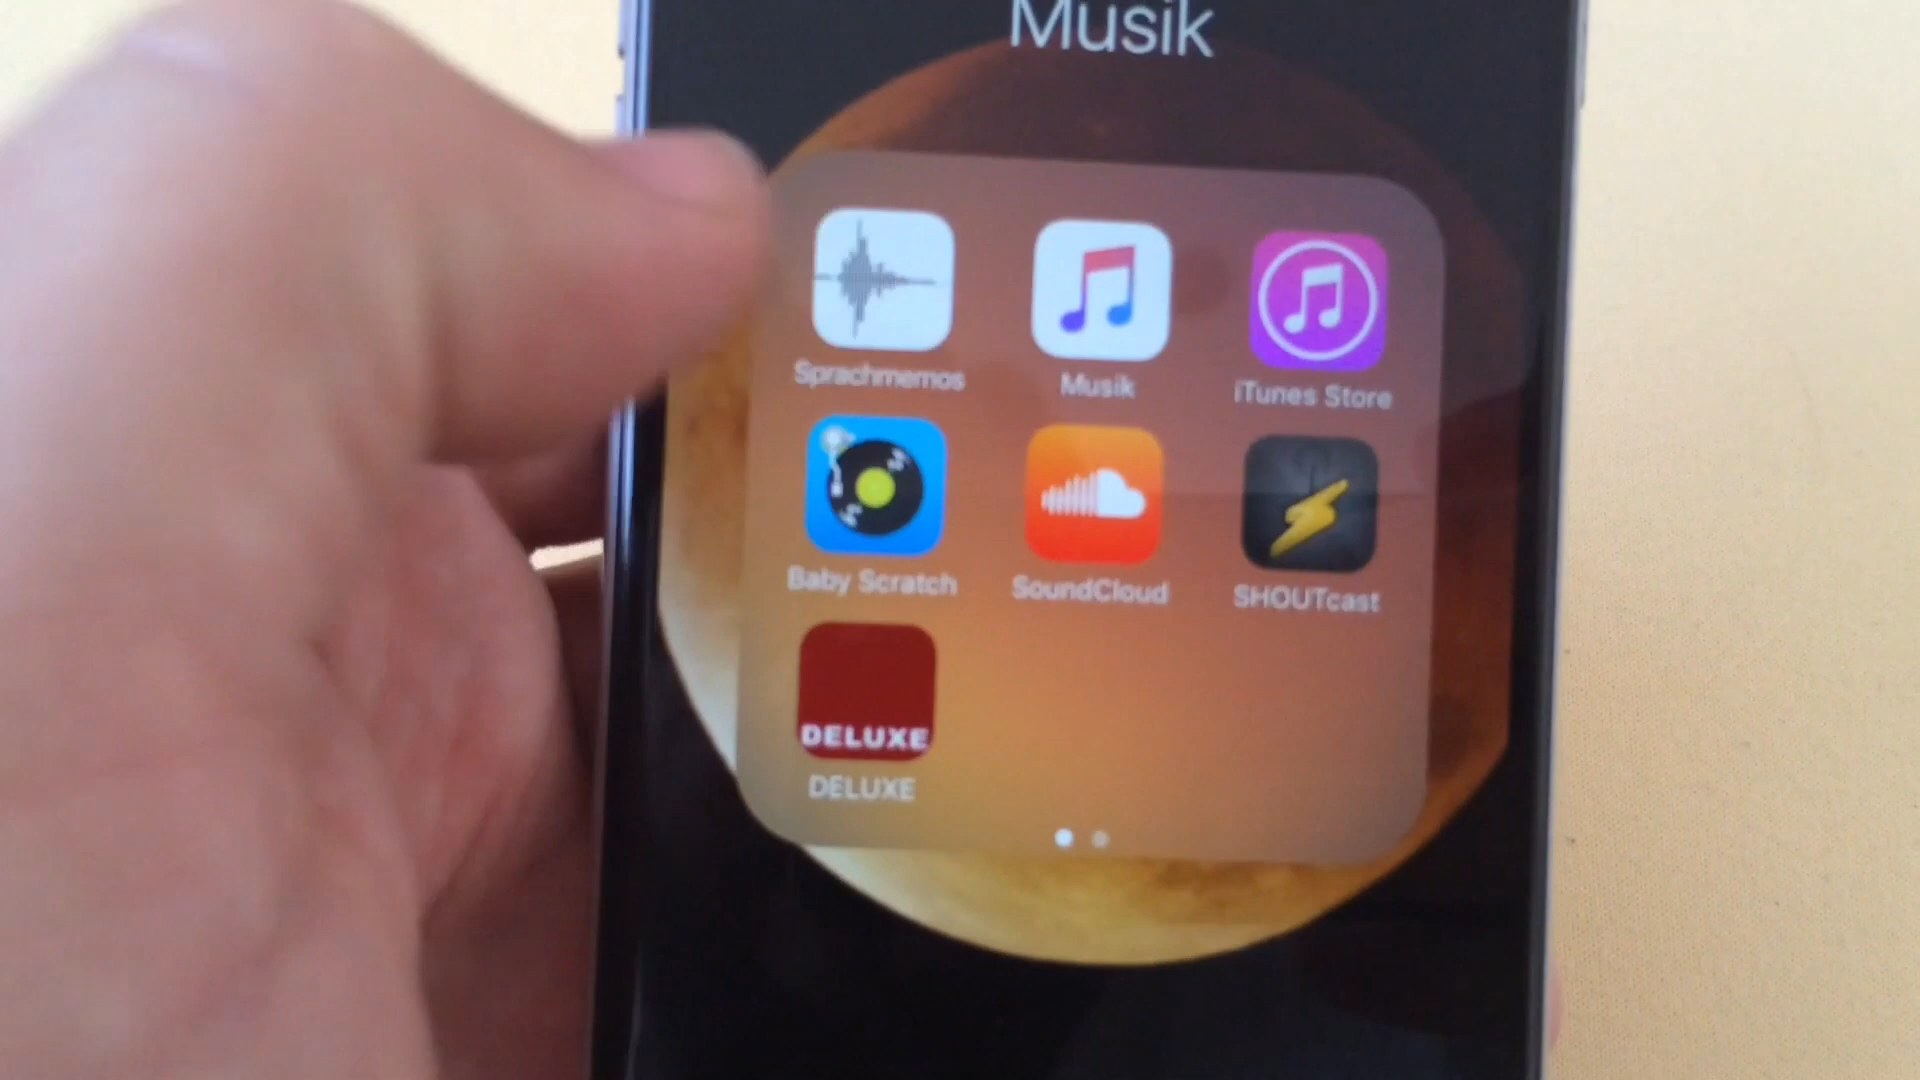 Musik
Sprachmemos
Musik
iTunes Store
Baby Scratch
SoundCloud
SHOUTcast
DELUXE
DELUXE